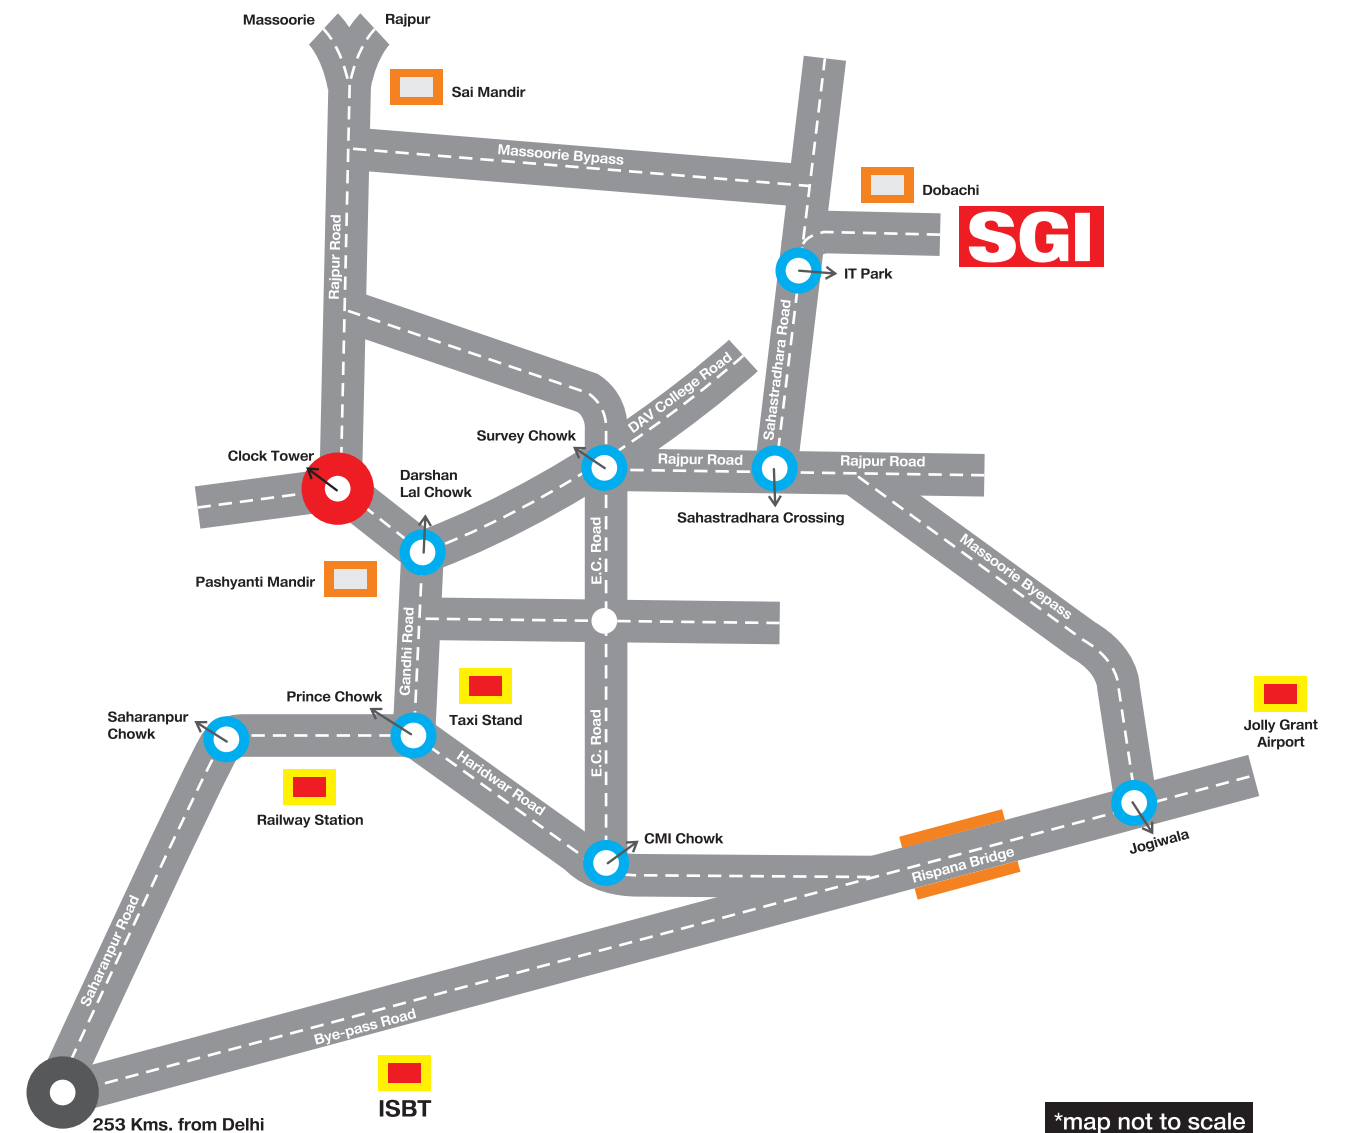 Massoorie
Rajpur
Sai Mandir
Massoorie Bypass
Dobachi
SGI
Rajpur Road
IT Park
Sahastradhara Road
DAV College Road
Survey Chowk
Clock Tower
Rajpur Road
Rajpur Road
Darshan
Lal Chowk
Sahastradhara Crossing
E.C. Road
Massoorie Byepass
Pashyanti Mandir
Gandhi Road
Prince Chowk
Taxi Stand
Saharanpur
Chowk
Jolly Grant
Airport
E.C. Road
Haridwar Road
Railway Station
CMI Chowk
Jogiwala
Rispana Bridge
Saharanpur Road
Bye-pass Road
ISBT
253 Kms. from Delhi
*map not to scale